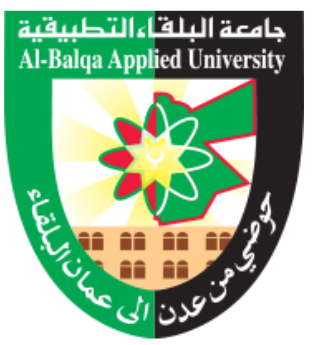 جامعة البلقاء التطبيقية
Al-Balqa Applied University
حوضي من عدن الى عمان البلقاء